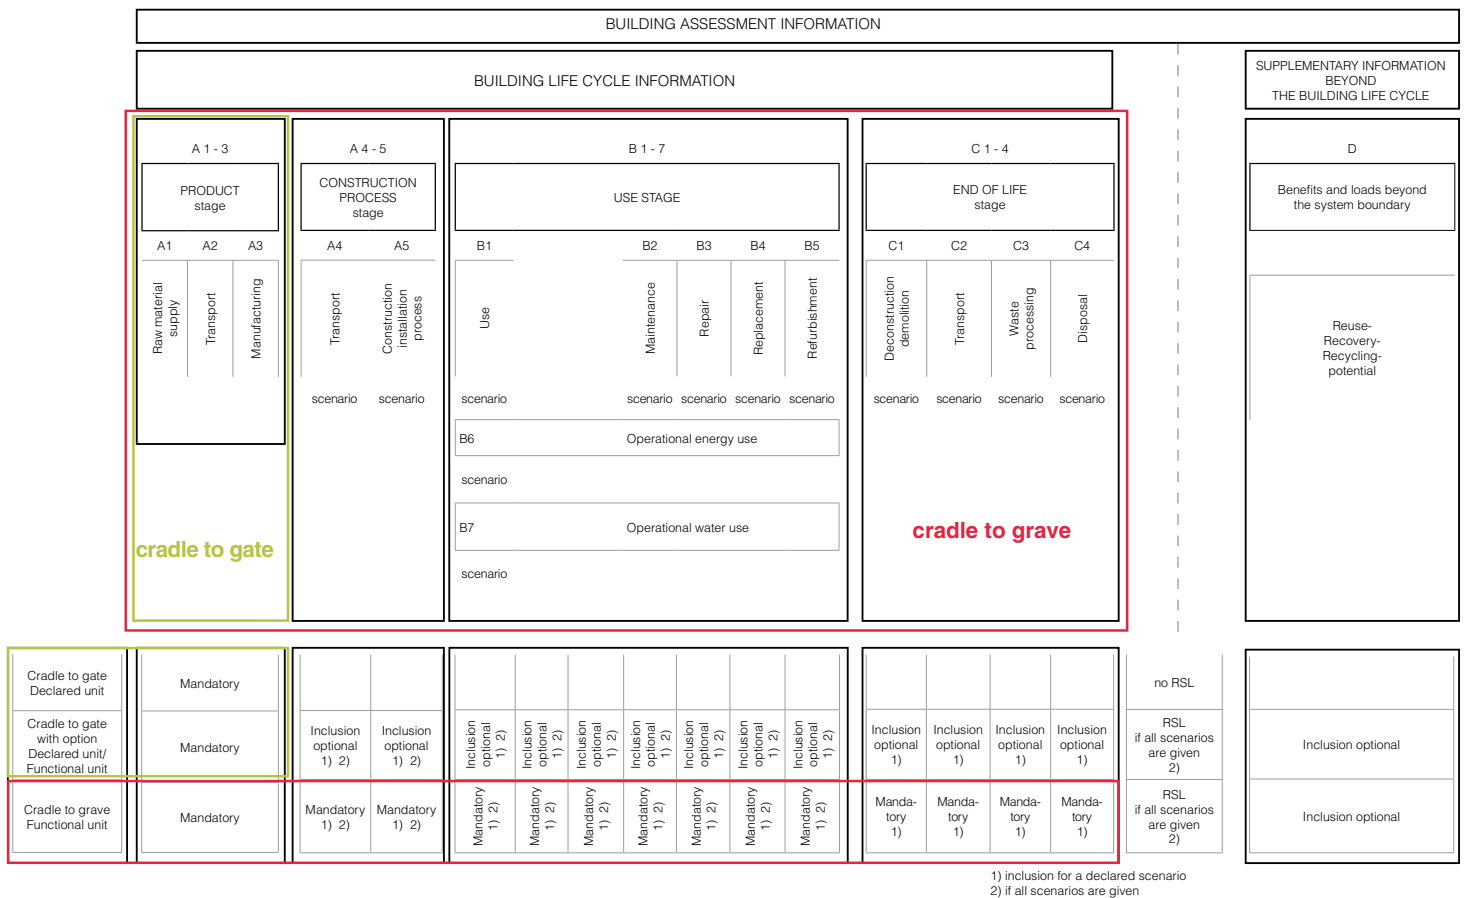 BUILDING ASSESSMENT INFORMATION
BUILDING LIFE CYCLE INFORMATION
SUPPLEMENTARY INFORMATION
BEYOND
THE BUILDING LIFE CYCLE
A 1 - 3
A 4 - 5
B 1 - 7
C 1 - 4
D
PRODUCT
stage
CONSTRUCTION
PROCESS
stage
USE STAGE
END OF LIFE
stage
Benefits and loads beyond
the system boundary
A1
A2
A3
A4
A5
B1
B2
B3
B4
B5
C1
C2
C3
C4
Raw material
supply
Transport
Manufacturing
Transport
Construction
installation
process
Use
Maintenance
Repair
Replacement
Refurbishment
Deconstruction
demolition
Transport
Waste
processing
Disposal
Reuse-
Recovery-
Recycling-
potential
scenario
scenario
scenario
scenario
scenario
scenario
scenario
scenario
scenario
scenario
scenario
B6 Operational energy use
scenario
B7 Operational water use
scenario
cradle to gate
cradle to grave
Cradle to gate
Declared unit
Mandatory
no RSL
Cradle to gate
with option
Declared unit/
Functional unit
Mandatory
Inclusion
optional
1) 2)
Inclusion
optional
1) 2)
Inclusion
optional
1) 2)
Inclusion
optional
1) 2)
Inclusion
optional
1) 2)
Inclusion
optional
1) 2)
Inclusion
optional
1) 2)
Inclusion
optional
1) 2)
Inclusion
optional
1) 2)
Inclusion
optional
1)
Inclusion
optional
1)
Inclusion
optional
1)
Inclusion
optional
1)
RSL
if all scenarios
are given
2)
Inclusion optional
Cradle to grave
Functional unit
Mandatory
Mandatory
1) 2)
Mandatory
1) 2)
Mandatory
1) 2)
Mandatory
1) 2)
Mandatory
1) 2)
Mandatory
1) 2)
Mandatory
1) 2)
Mandatory
1) 2)
Mandatory
1) 2)
Manda-
tory
1)
Manda-
tory
1)
Manda-
tory
1)
Manda-
tory
1)
RSL
if all scenarios
are given
2)
Inclusion optional
1) inclusion for a declared scenario
2) if all scenarios are given